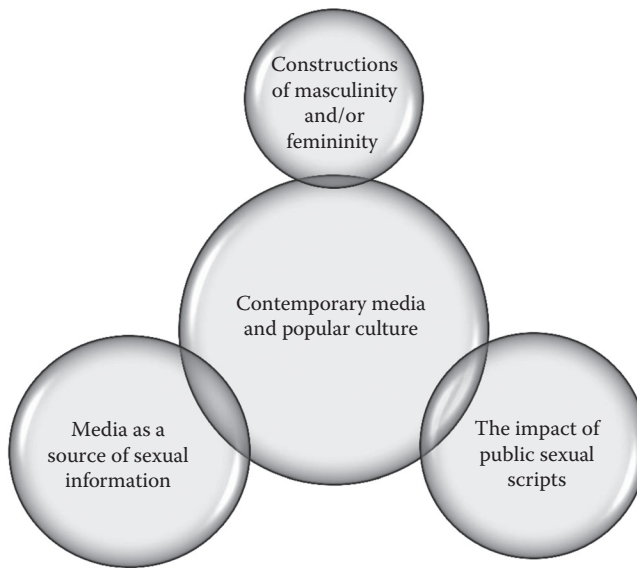 Constructions
of masculinity
and/or
femininity
Contemporary media
and popular culture
Media as a
source of sexual
information
The impact of
public sexual
scripts